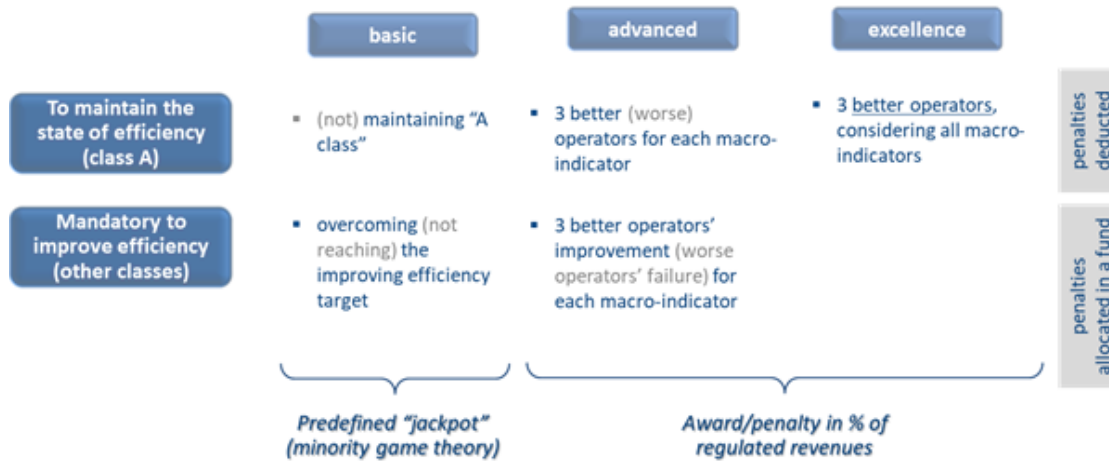 basic
advanced
excellence
To maintain the
state of efficiency
(class A)
▪ (not) maintaining “A
class”
▪ 3 better (worse)
operators for each macro-
indicator
▪ 3 better operators,
considering all macro-
indicators
penalties
deducted
Mandatory to
improve efficiency
(other classes)
▪ overcoming (not
reaching) the
improving efficiency
target
▪ 3 better operators’
improvement (worse
operators’ failure) for
each macro-indicator
penalties
allocated in a fund
Predefined “jackpot”
(minority game theory)
Award/penalty in % of
regulated revenues